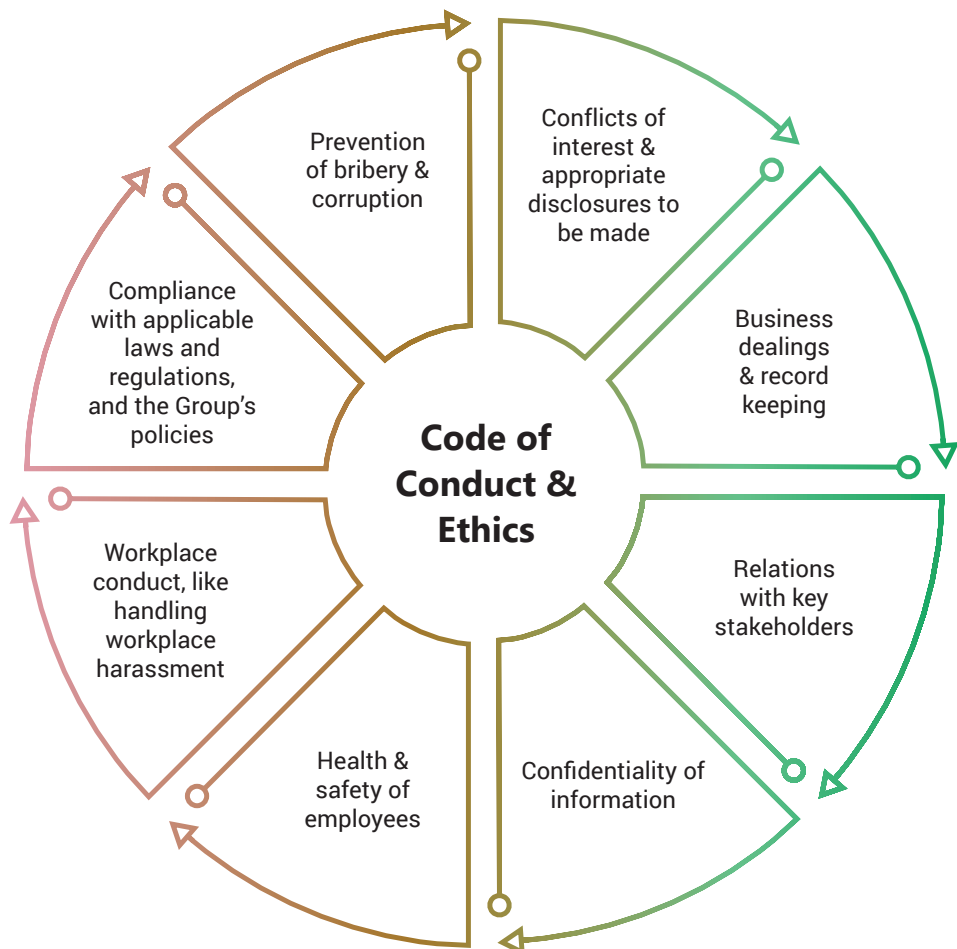 Prevention
of bribery &
corruption
Conflicts of
interest &
appropriate
disclosures to
be made
Compliance
with applicable
laws and
regulations,
and the Group’s
policies
Business
dealings
& record
keeping
Code of
Conduct &
Ethics
Workplace
conduct, like
handling
workplace
harassment
Relations
with key
stakeholders
Health &
safety of
employees
Confidentiality of
information